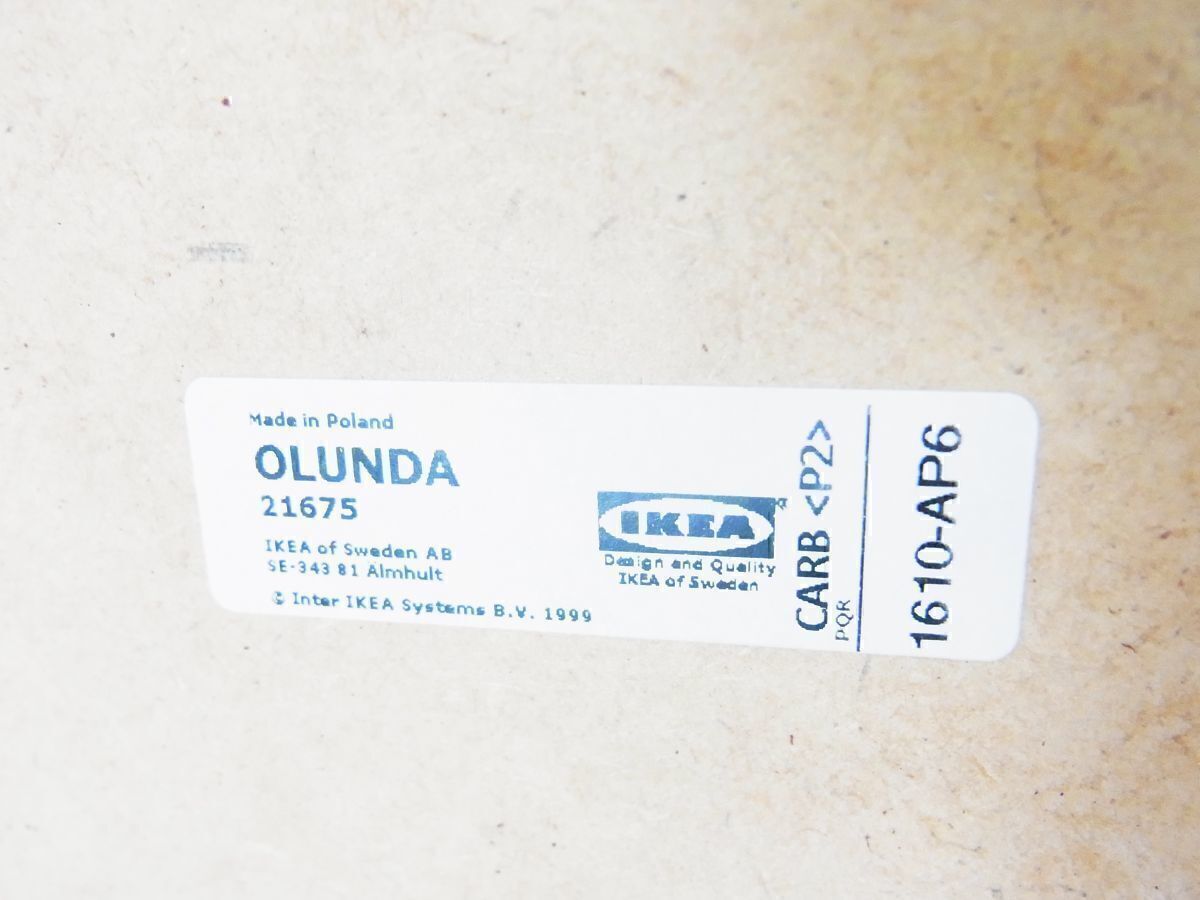 Made in Poland
OLUNDA
21675
IKEA of Sweden AB
SE-343 81 Älmhult
© Inter IKEA Systems B.V. 1999
IKEA
Design and Quality
IKEA of Sweden
CARB <P2>
PQR
1610-AP6